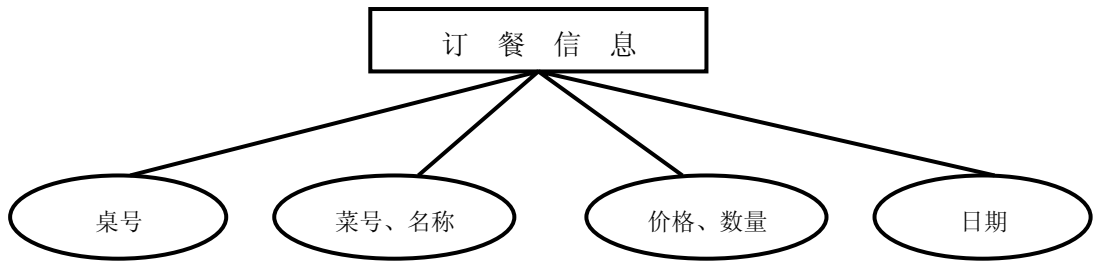 订餐信息
桌号
菜号、名称
价格、数量
日期